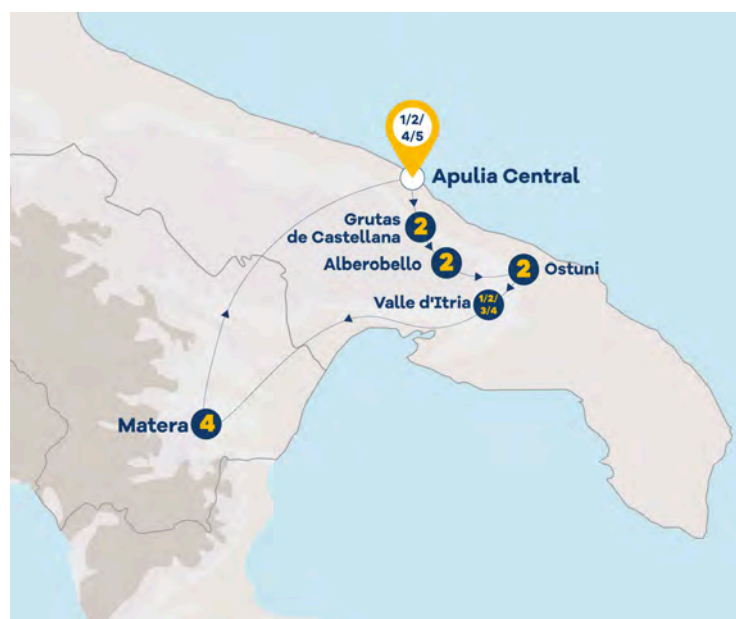 1/2/
4/5
Apulia Central
Grutas
de Castellana
2
Alberobello
2
2
Ostuni
Valle d'Itria
1/2/
3/4
Matera
4